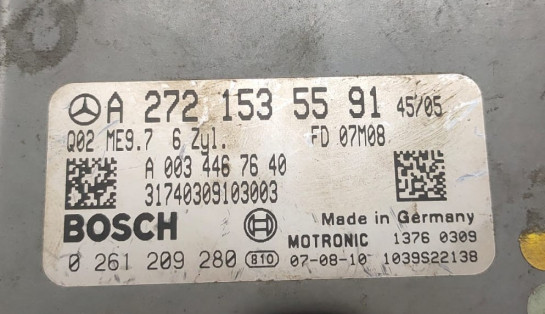 A 272 153 55 91 45/05
Q02 ME9.7 6 Zyl. FD 07M08
A 003 446 76 40
31740309103003
BOSCH Made in Germany
MOTRONIC 1376 0309
0 261 209 280 810 07-08-10 1039S22138